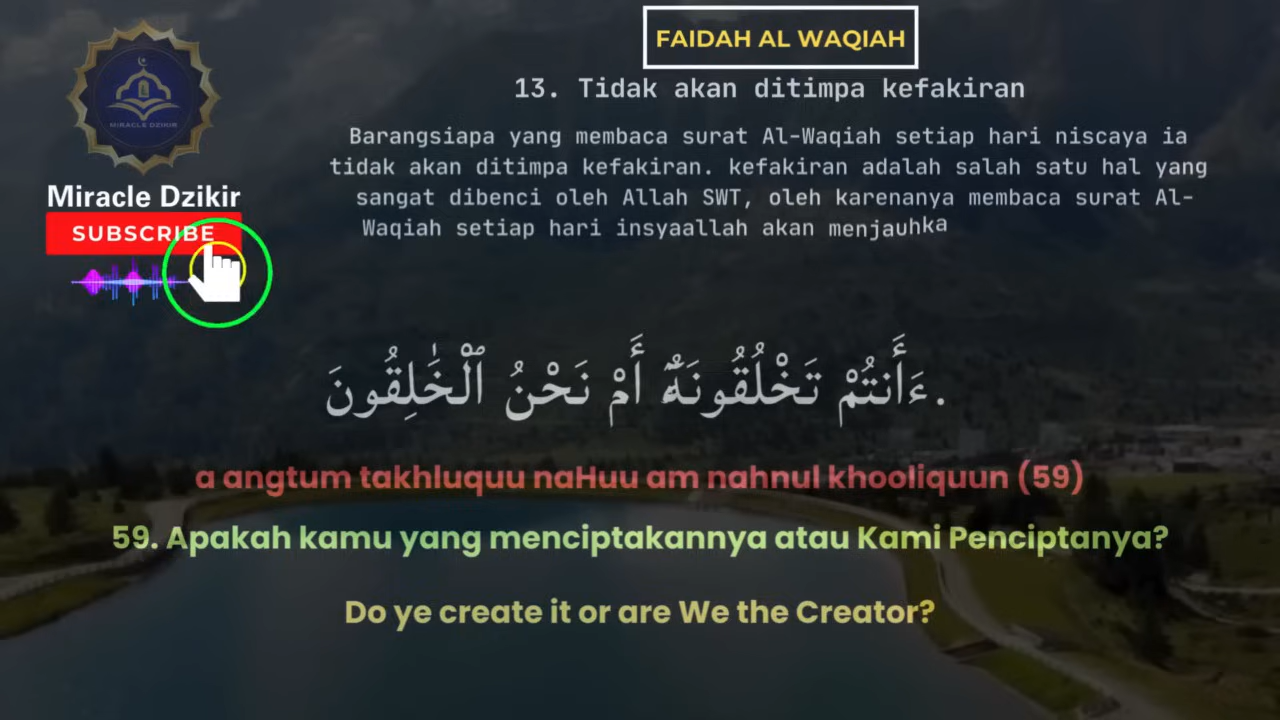 FAIDAH AL WAQIAH
13. Tidak akan ditimpa kefakiran
Barangsiapa yang membaca surat Al-Waqiah setiap hari niscaya ia
tidak akan ditimpa kefakiran. kefakiran adalah salah satu hal yang
sangat dibenci oleh Allah SWT, oleh karenanya membaca surat Al-
Waqiah setiap hari insyaallah akan menjauhka
MIRACLE DZIKIR
Miracle Dzikir
SUBSCRIBE
ءَأَنتُمْ تَخْلُقُونَهُۥٓ أَمْ نَحْنُ ٱلْخَٰلِقُونَ.
a angtum takhluquu naHuu am nahnul khooliquun (59)
59. Apakah kamu yang menciptakannya atau Kami Penciptanya?
Do ye create it or are We the Creator?